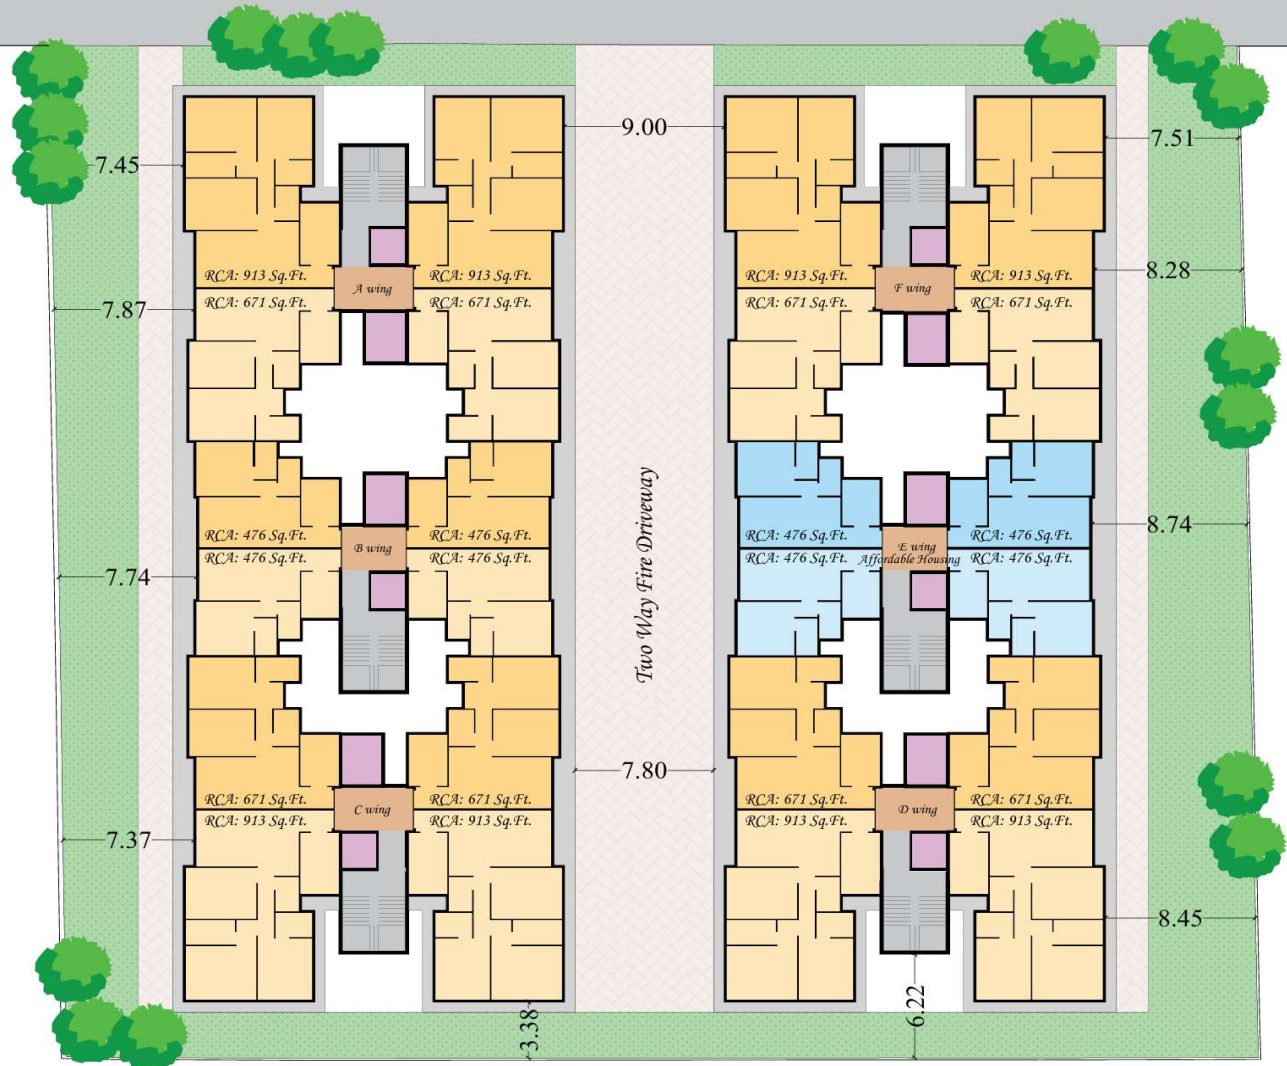 9.00
7.45
7.51
RCA: 913 Sq.Ft.
RCA: 913 Sq.Ft.
RCA: 913 Sq.Ft.
RCA: 913 Sq.Ft.
8.28
A wing
F wing
RCA: 671 Sq.Ft.
RCA: 671 Sq.Ft.
RCA: 671 Sq.Ft.
RCA: 671 Sq.Ft.
7.87
Two Way Fire Driveway
8.74
RCA: 476 Sq.Ft.
RCA: 476 Sq.Ft.
RCA: 476 Sq.Ft.
RCA: 476 Sq.Ft.
B wing
E wing
Affordable Housing
RCA: 476 Sq.Ft.
RCA: 476 Sq.Ft.
RCA: 476 Sq.Ft.
RCA: 476 Sq.Ft.
7.74
7.80
RCA: 671 Sq.Ft.
RCA: 671 Sq.Ft.
RCA: 671 Sq.Ft.
RCA: 671 Sq.Ft.
C wing
D wing
RCA: 913 Sq.Ft.
RCA: 913 Sq.Ft.
RCA: 913 Sq.Ft.
RCA: 913 Sq.Ft.
7.37
8.45
3.38
6.22